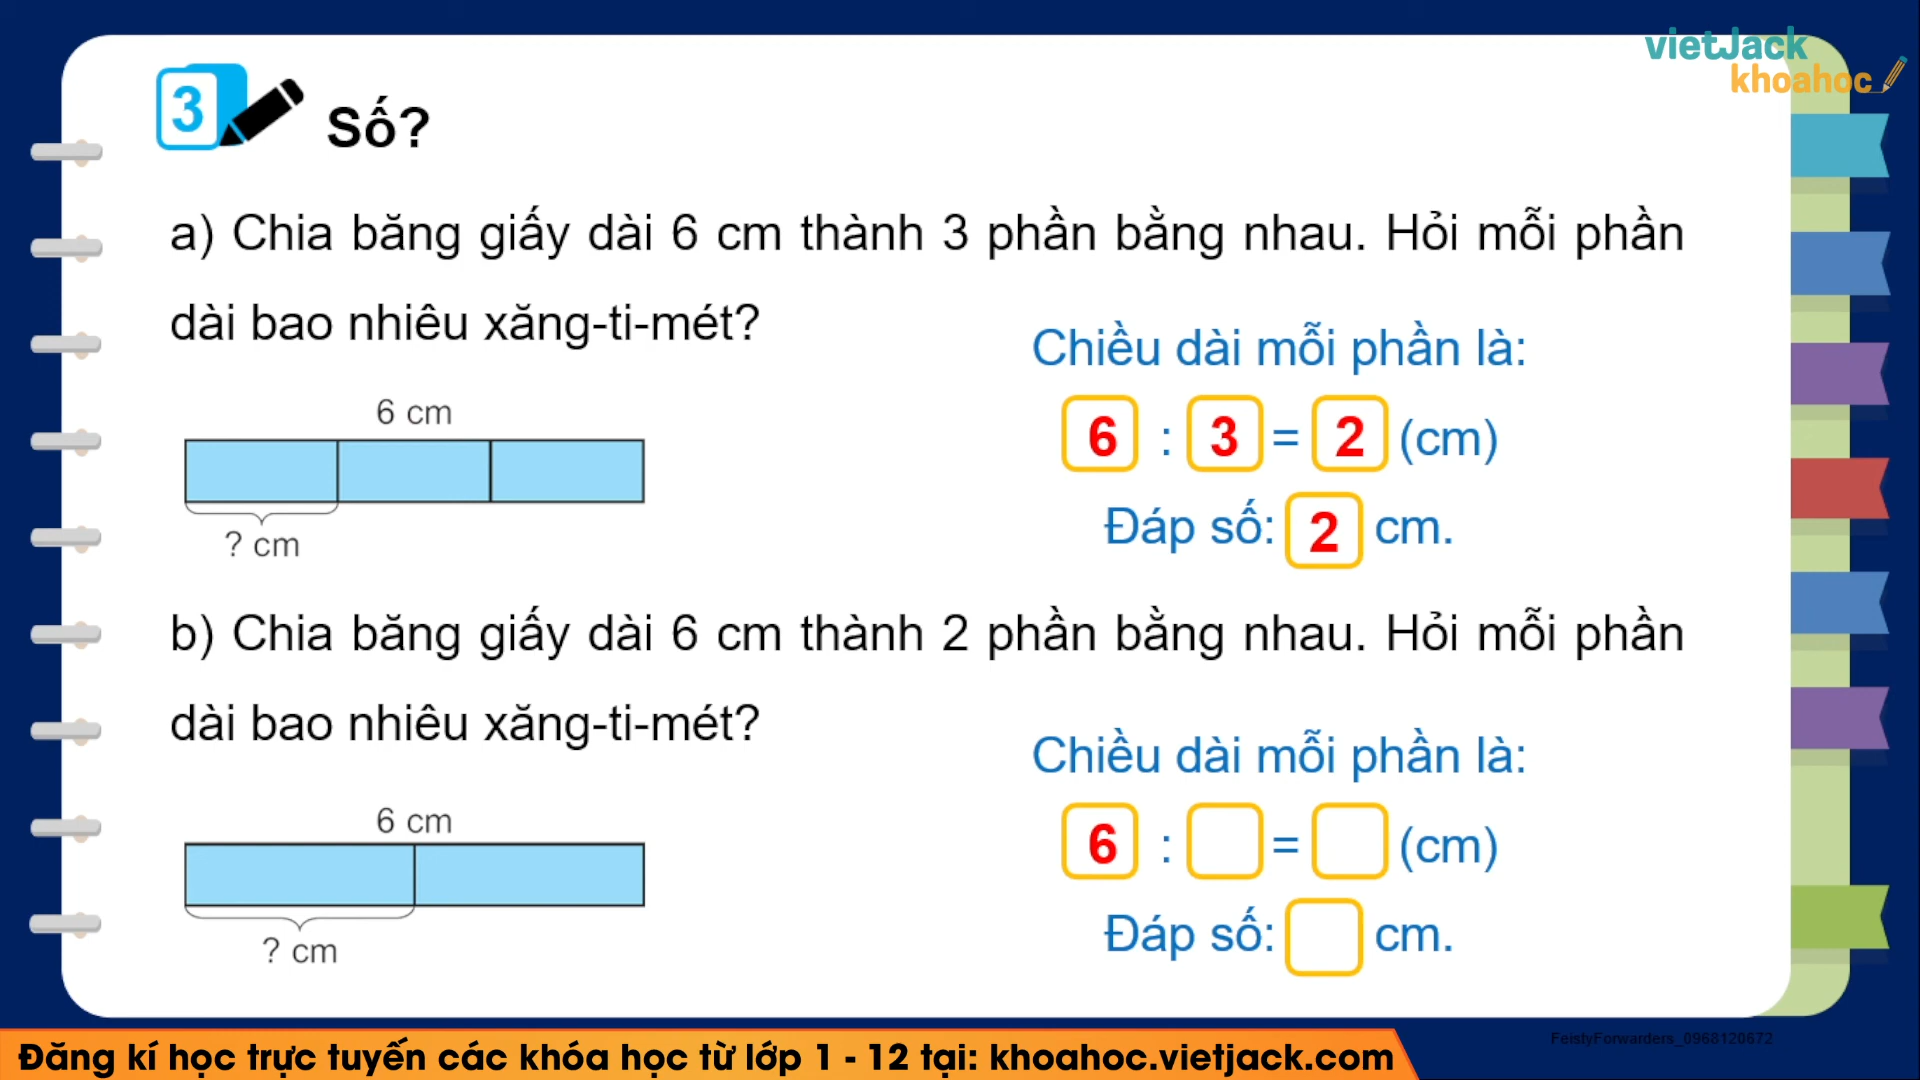 vietJack
khoahoc
3
Số?
a) Chia băng giấy dài 6 cm thành 3 phần bằng nhau. Hỏi mỗi phần
dài bao nhiêu xăng-ti-mét?
Chiều dài mỗi phần là:
6 cm
6 : 3 = 2 (cm)
Đáp số: 2 cm.
? cm
b) Chia băng giấy dài 6 cm thành 2 phần bằng nhau. Hỏi mỗi phần
dài bao nhiêu xăng-ti-mét?
Chiều dài mỗi phần là:
6 cm
6 : = (cm)
Đáp số: cm.
? cm
FeistyForwarders_0968120672
Đăng kí học trực tuyến các khóa học từ lớp 1 - 12 tại: khoahoc.vietjack.com